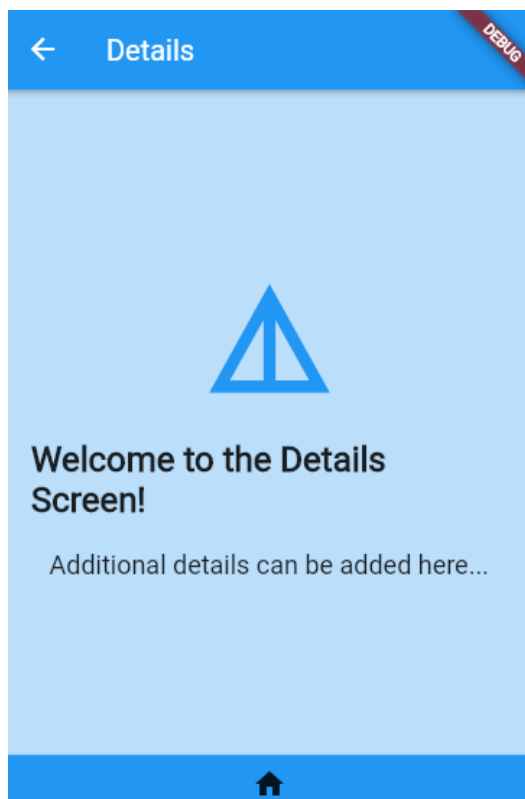 Details
DEBUG
Welcome to the Details
Screen!
Additional details can be added here...